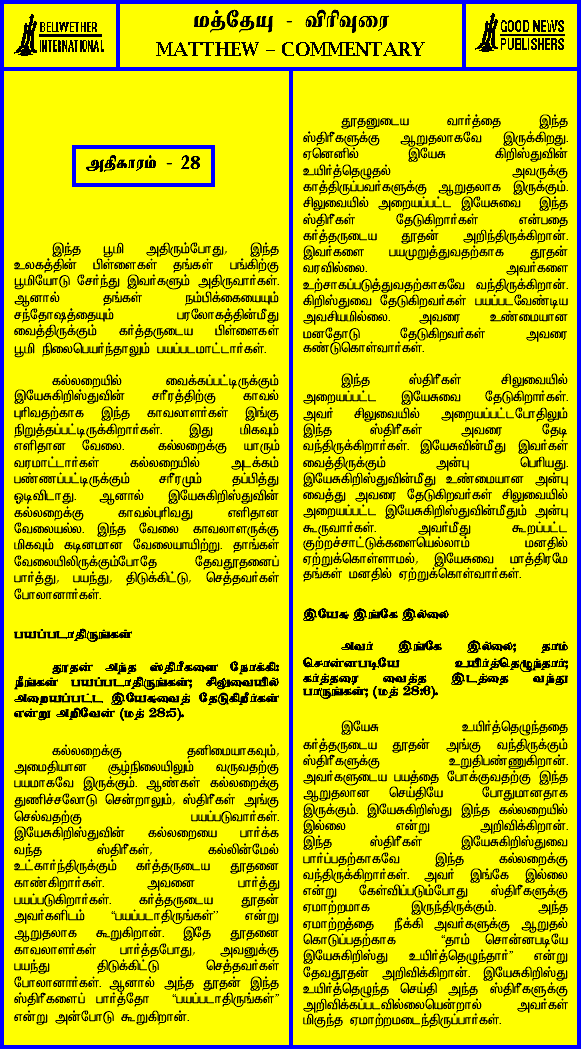 BELIWETHER
INTERNATIONAL
மத்தேயு - விரிவுரை
MATTHEW – COMMENTARY
GOOD NEWS
PUBLISHERS
அதிகாரம் - 28
இந்த பூமி அதிரும்போது, இந்த
உலகத்தின் பிள்ளைகள் தங்கள் பங்கிற்கு
பூமியோடு சேர்ந்து இவர்களும் அதிருவார்கள்.
ஆனால் தங்கள் நம்பிக்கையையும்
சந்தோஷத்தையும் பரலோகத்தின்மீது
வைத்திருக்கும் கர்த்தருடைய பிள்ளைகள்
பூமி நிலைபெயர்ந்தாலும் பயப்படமாட்டார்கள்.
கல்லறையில் வைக்கப்பட்டிருக்கும்
இயேசுகிறிஸ்துவின் சரீரத்திற்கு காவல்
புரிவதற்காக இந்த காவலாளர்கள் இங்கு
நிறுத்தப்பட்டிருக்கிறார்கள். இது மிகவும்
எளிதான வேலை. கல்லறைக்கு யாரும்
வரமாட்டார்கள் கல்லறையில் அடக்கம்
பண்ணப்பட்டிருக்கும் சரீரமும் தப்பித்து
ஓடிவிடாது. ஆனால் இயேசுகிறிஸ்துவின்
கல்லறைக்கு காவல்புரிவது எளிதான
வேலையல்ல. இந்த வேலை காவலாளருக்கு
மிகவும் கடினமான வேலையாயிற்று. தாங்கள்
வேலையிலிருக்கும்போதே தேவதூதனைப்
பார்த்து, பயந்து, திடுக்கிட்டு, செத்தவர்கள்
போலானார்கள்.
பயப்படாதிருங்கள்
தூதன் அந்த ஸ்திரீகளை நோக்கி:
நீங்கள் பயப்படாதிருங்கள்; சிலுவையில்
அறையப்பட்ட இயேசுவைத் தேடுகிறீர்கள்
என்று அறிவேன் (மத் 28:5).
கல்லறைக்கு தனிமையாகவும்,
அமைதியான சூழ்நிலையிலும் வருவதற்கு
பயமாகவே இருக்கும். ஆண்கள் கல்லறைக்கு
துணிச்சலோடு சென்றாலும், ஸ்திரீகள் அங்கு
செல்வதற்கு பயப்படுவார்கள்.
இயேசுகிறிஸ்துவின் கல்லறையை பார்க்க
வந்த ஸ்திரீகள், கல்லின்மேல்
உட்கார்ந்திருக்கும் கர்த்தருடைய தூதனை
காண்கிறார்கள். அவனை பார்த்து
பயப்படுகிறார்கள். கர்த்தருடைய தூதன்
அவர்களிடம் “பயப்படாதிருங்கள்” என்று
ஆறுதலாக கூறுகிறான். இதே தூதனை
காவலாளர்கள் பார்த்தபோது, அவனுக்கு
பயந்து திடுக்கிட்டு செத்தவர்கள்
போலானார்கள். ஆனால் அந்த தூதன் இந்த
ஸ்திரீகளைப் பார்த்தோ “பயப்படாதிருங்கள்”
என்று அன்போடு கூறுகிறான்.
தூதனுடைய வார்த்தை இந்த
ஸ்திரீகளுக்கு ஆறுதலாகவே இருக்கிறது.
ஏனெனில் இயேசு கிறிஸ்துவின்
உயிர்த்தெழுதல் அவருக்கு
காத்திருப்பவர்களுக்கு ஆறுதலாக இருக்கும்.
சிலுவையில் அறையப்பட்ட இயேசுவை இந்த
ஸ்திரீகள் தேடுகிறார்கள் என்பதை
கர்த்தருடைய தூதன் அறிந்திருக்கிறான்.
இவர்களை பயமுறுத்துவதற்காக தூதன்
வரவில்லை. அவர்களை
உற்சாகப்படுத்துவதற்காகவே வந்திருக்கிறான்.
கிறிஸ்துவை தேடுகிறவர்கள் பயப்படவேண்டிய
அவசியமில்லை. அவரை உண்மையான
மனதோடு தேடுகிறவர்கள் அவரை
கண்டுகொள்வார்கள்.
இந்த ஸ்திரீகள் சிலுவையில்
அறையப்பட்ட இயேசுவை தேடுகிறார்கள்.
அவர் சிலுவையில் அறையப்பட்டபோதிலும்
இந்த ஸ்திரீகள் அவரை தேடி
வந்திருக்கிறார்கள். இயேசுவின்மீது இவர்கள்
வைத்திருக்கும் அன்பு பெரியது.
இயேசுகிறிஸ்துவின்மீது உண்மையான அன்பு
வைத்து அவரை தேடுகிறவர்கள் சிலுவையில்
அறையப்பட்ட இயேசுகிறிஸ்துவின்மீதும் அன்பு
கூருவார்கள். அவர்மீது கூறப்பட்ட
குற்றச்சாட்டுக்களையெல்லாம் மனதில்
ஏற்றுக்கொள்ளாமல், இயேசுவை மாத்திரமே
தங்கள் மனதில் ஏற்றுக்கொள்வார்கள்.
இயேசு இங்கே இல்லை
அவர் இங்கே இல்லை; தாம்
சொன்னபடியே உயிர்த்தெழுந்தார்;
கர்த்தரை வைத்த இடத்தை வந்து
பாருங்கள்; (மத் 28:6).
இயேசு உயிர்த்தெழுந்ததை
கர்த்தருடைய தூதன் அங்கு வந்திருக்கும்
ஸ்திரீகளுக்கு உறுதிபண்ணுகிறான்.
அவர்களுடைய பயத்தை போக்குவதற்கு இந்த
ஆறுதலான செய்தியே போதுமானதாக
இருக்கும். இயேசுகிறிஸ்து இந்த கல்லறையில்
இல்லை என்று அறிவிக்கிறான்.
இந்த ஸ்திரீகள் இயேசுகிறிஸ்துவை
பார்ப்பதற்காகவே இந்த கல்லறைக்கு
வந்திருக்கிறார்கள். அவர் இங்கே இல்லை
என்று கேள்விப்படும்போது ஸ்திரீகளுக்கு
ஏமாற்றமாக இருந்திருக்கும். அந்த
ஏமாற்றத்தை நீக்கி அவர்களுக்கு ஆறுதல்
கொடுப்பதற்காக “தாம் சொன்னபடியே
இயேசுகிறிஸ்து உயிர்த்தெழுந்தார்” என்று
தேவதூதன் அறிவிக்கிறான். இயேசுகிறிஸ்து
உயிர்த்தெழுந்த செய்தி அந்த ஸ்திரீகளுக்கு
அறிவிக்கப்படவில்லையென்றால் அவர்கள்
மிகுந்த ஏமாற்றமடைந்திருப்பார்கள்.